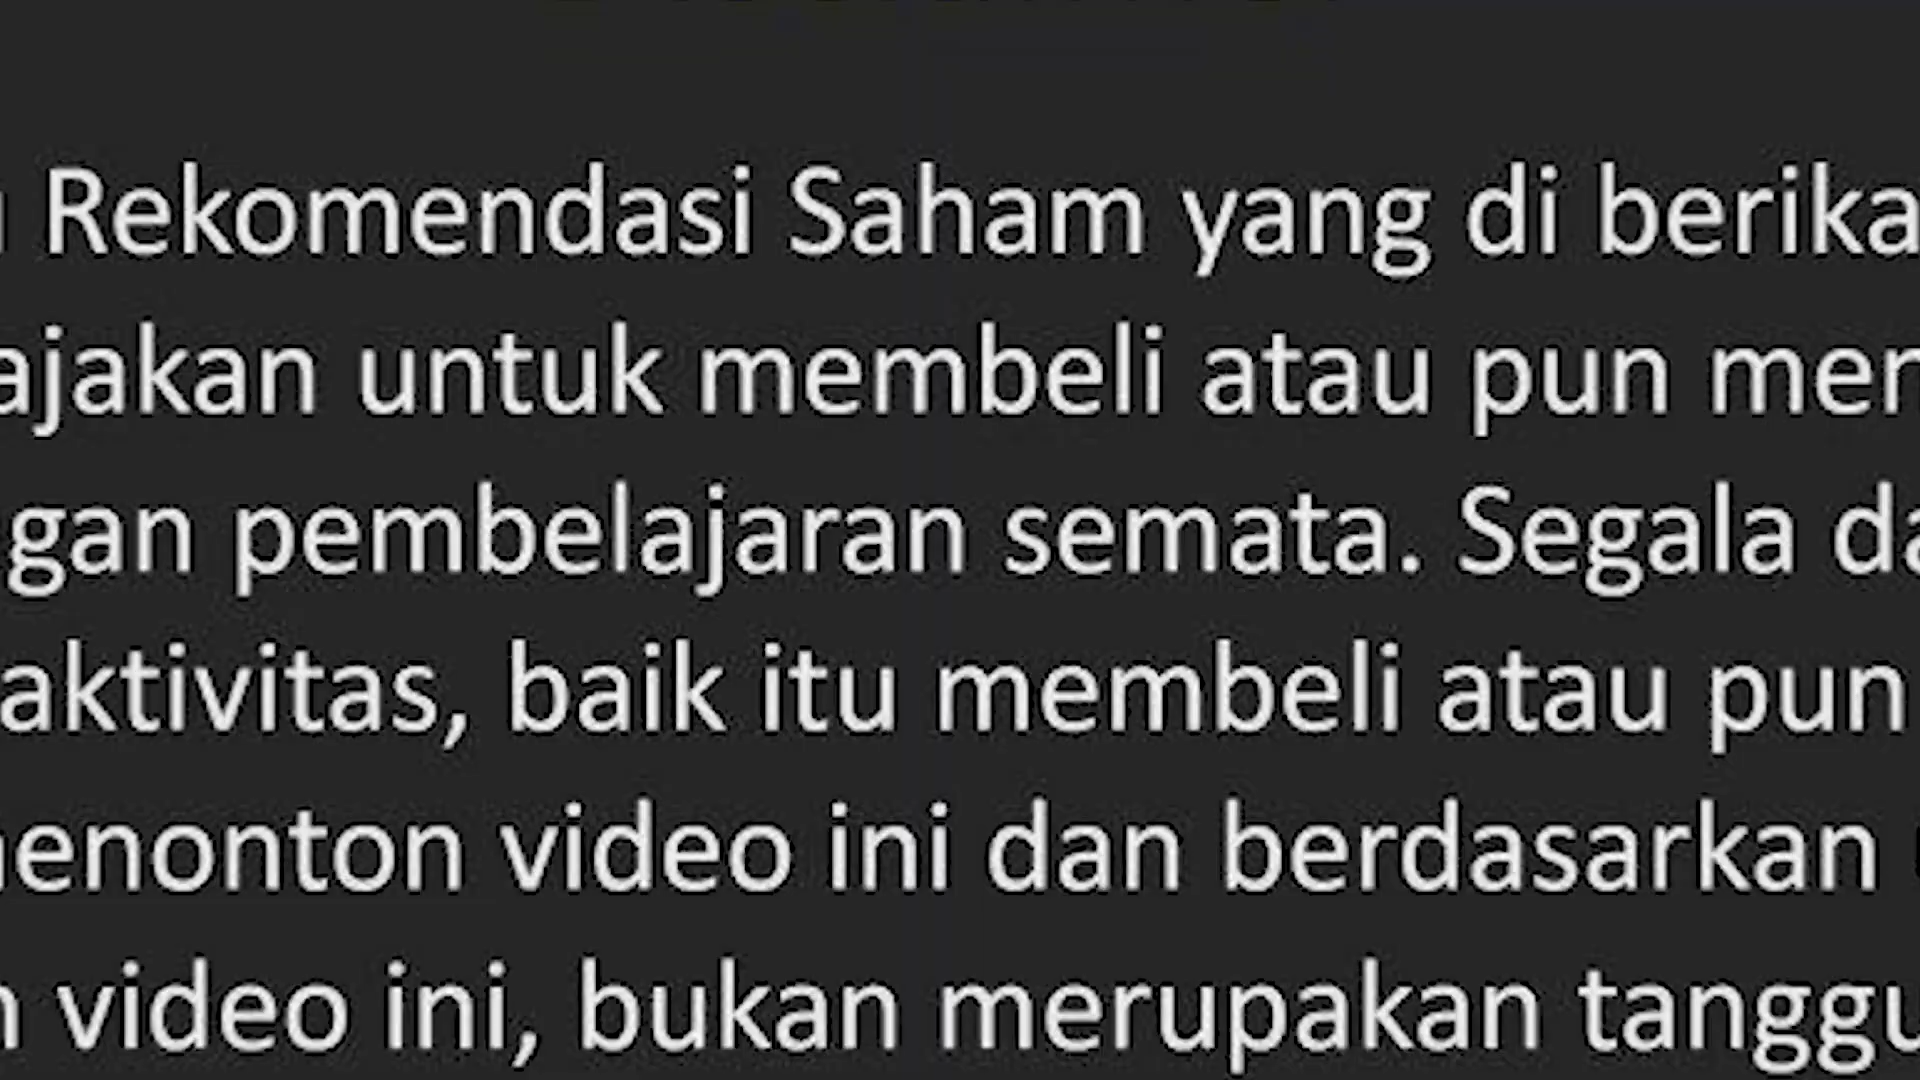 Rekomendasi Saham yang di berika
ajakan untuk membeli atau pun men
gan pembelajaran semata. Segala da
aktivitas, baik itu membeli atau pun
enonton video ini dan berdasarkan
video ini, bukan merupakan tanggu